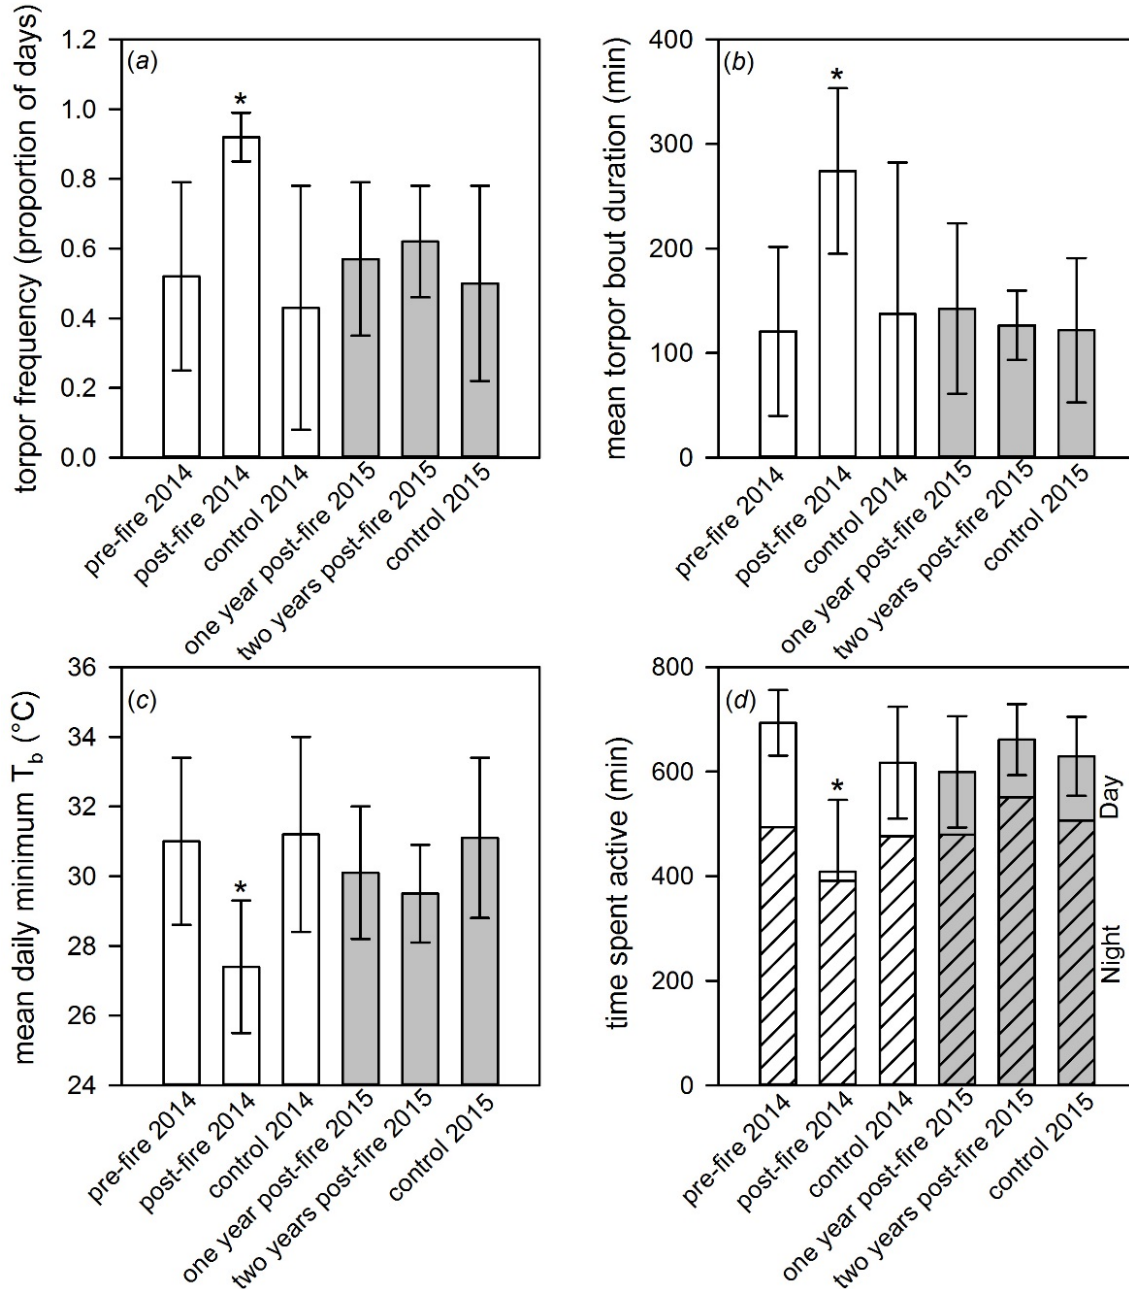 torpor frequency (proportion of days)
1.2
1.0
0.8
0.6
0.4
0.2
0.0
(a)
*
pre-fire 2014
post-fire 2014
control 2014
one year post-fire 2015
two years post-fire 2015
control 2015
mean torpor bout duration (min)
400
300
200
100
0
(b)
*
pre-fire 2014
post-fire 2014
control 2014
one year post-fire 2015
two years post-fire 2015
control 2015
mean daily minimum Tb (°C)
36
34
32
30
28
26
24
(c)
*
pre-fire 2014
post-fire 2014
control 2014
one year post-fire 2015
two years post-fire 2015
control 2015
time spent active (min)
800
600
400
200
0
(d)
*
Day
Night
pre-fire 2014
post-fire 2014
control 2014
one year post-fire 2015
two years post-fire 2015
control 2015